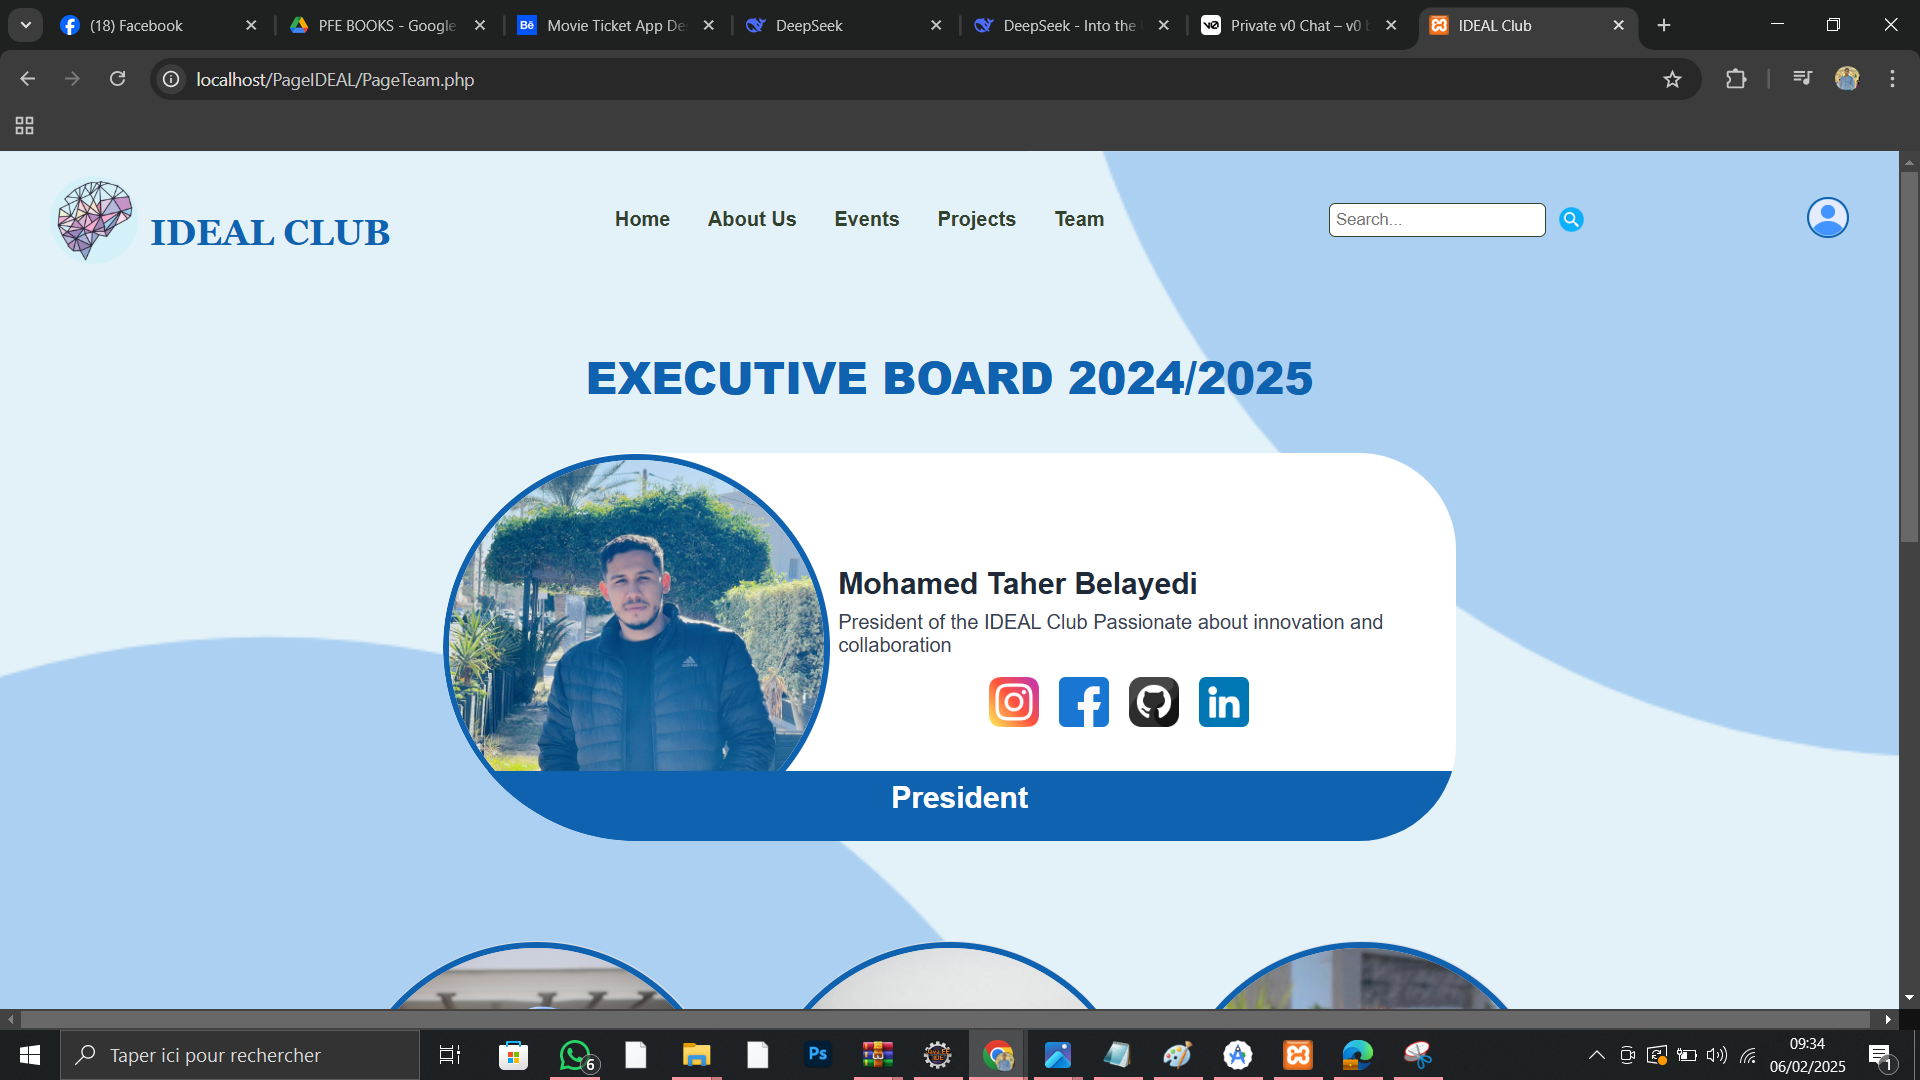 (18) Facebook
PFE BOOKS - Google
Movie Ticket App De
DeepSeek
DeepSeek - Into the
Private v0 Chat – v0 b
IDEAL Club
localhost/PageIDEAL/PageTeam.php
IDEAL CLUB
Home
About Us
Events
Projects
Team
Search...
EXECUTIVE BOARD 2024/2025
Mohamed Taher Belayedi
President of the IDEAL Club Passionate about innovation and
collaboration
President
Taper ici pour rechercher
6
Ps
09:34
06/02/2025
1